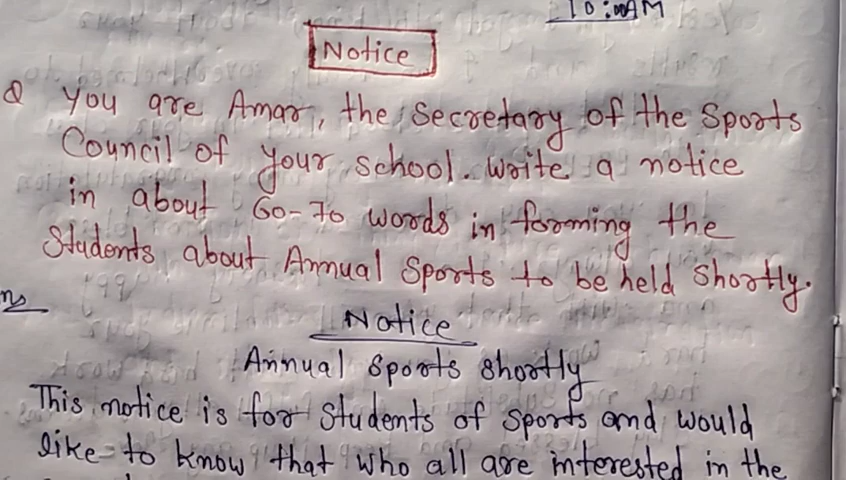 10:00AM
Notice
Q You are Amar, the Secretary of the Sports
Council of your school. Write a notice
in about 60-70 words in forming the
Students about Annual Sports to be held Shortly.
Notice
Annual Sports shortly
This notice is for Students of Sports and would
like to know that who all are interested in the